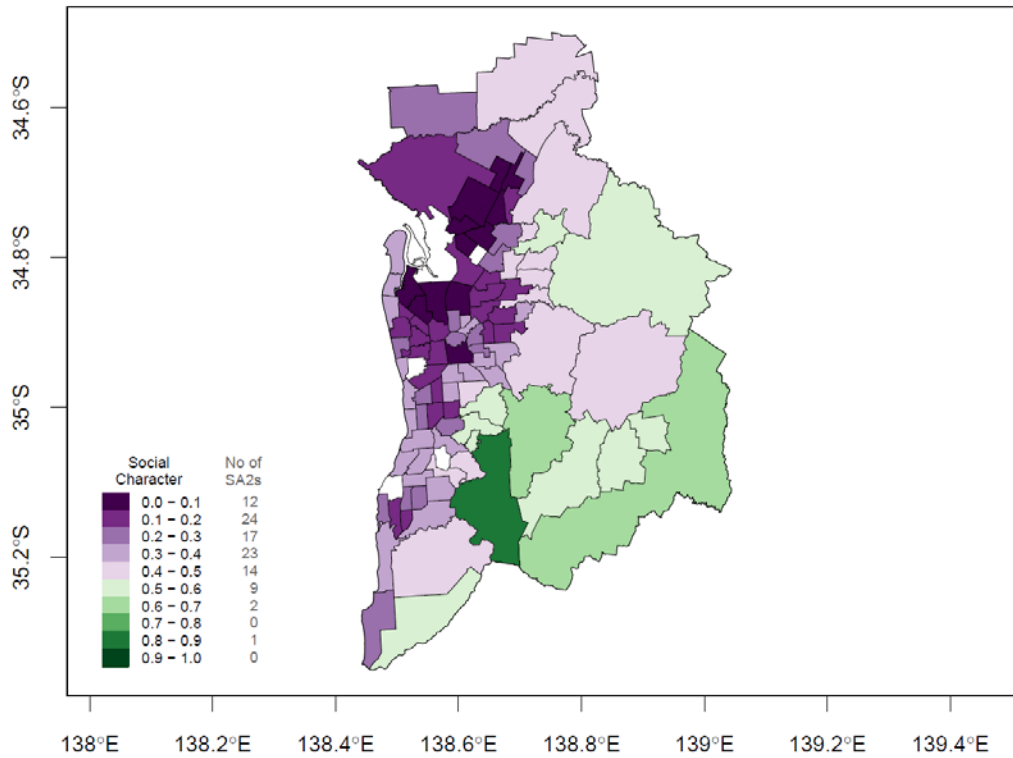 34.6°S
34.8°S
35°S
35.2°S
Social Character No of SA2s
0.0 – 0.1 12
0.1 – 0.2 24
0.2 – 0.3 17
0.3 – 0.4 23
0.4 – 0.5 14
0.5 – 0.6 9
0.6 – 0.7 2
0.7 – 0.8 0
0.8 – 0.9 1
0.9 – 1.0 0
138°E 138.2°E 138.4°E 138.6°E 138.8°E 139°E 139.2°E 139.4°E